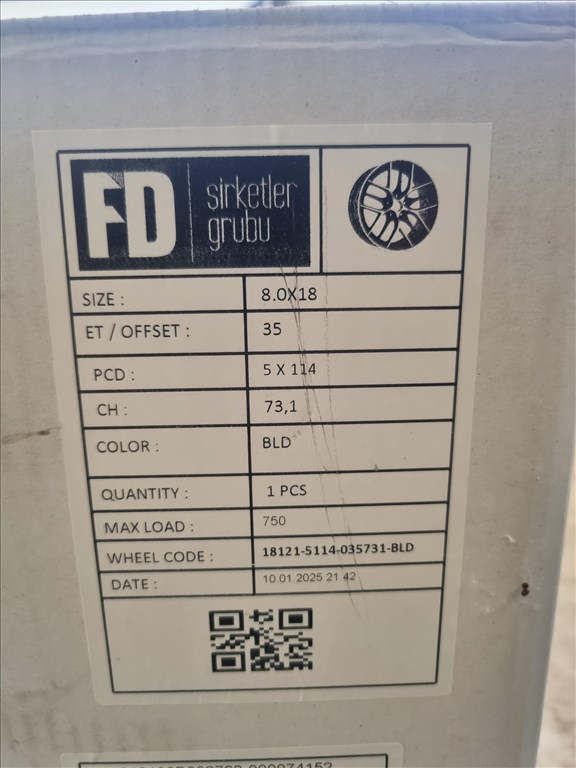 FD
sirketler
grubu
SIZE : 8.0X18
ET / OFFSET : 35
PCD : 5 X 114
CH : 73,1
COLOR : BLD
QUANTITY : 1 PCS
MAX LOAD : 750
WHEEL CODE : 18121-5114-035731-BLD
DATE : 10 01 2025 21 42